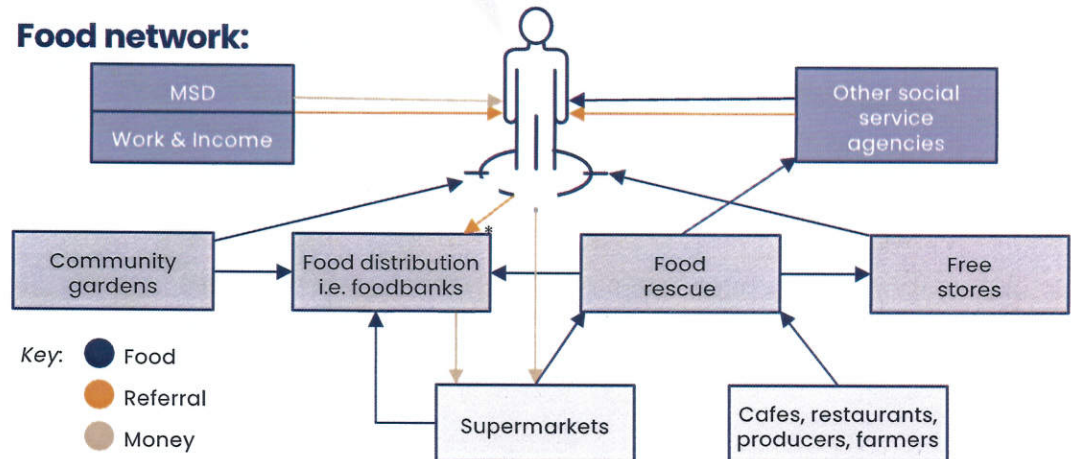 Food network:
MSD
Work & Income
Other social
service
agencies
Community
gardens
Food distribution
i.e. foodbanks
*
Food
rescue
Free
stores
Key:
Food
Referral
Money
Supermarkets
Cafes, restaurants,
producers, farmers